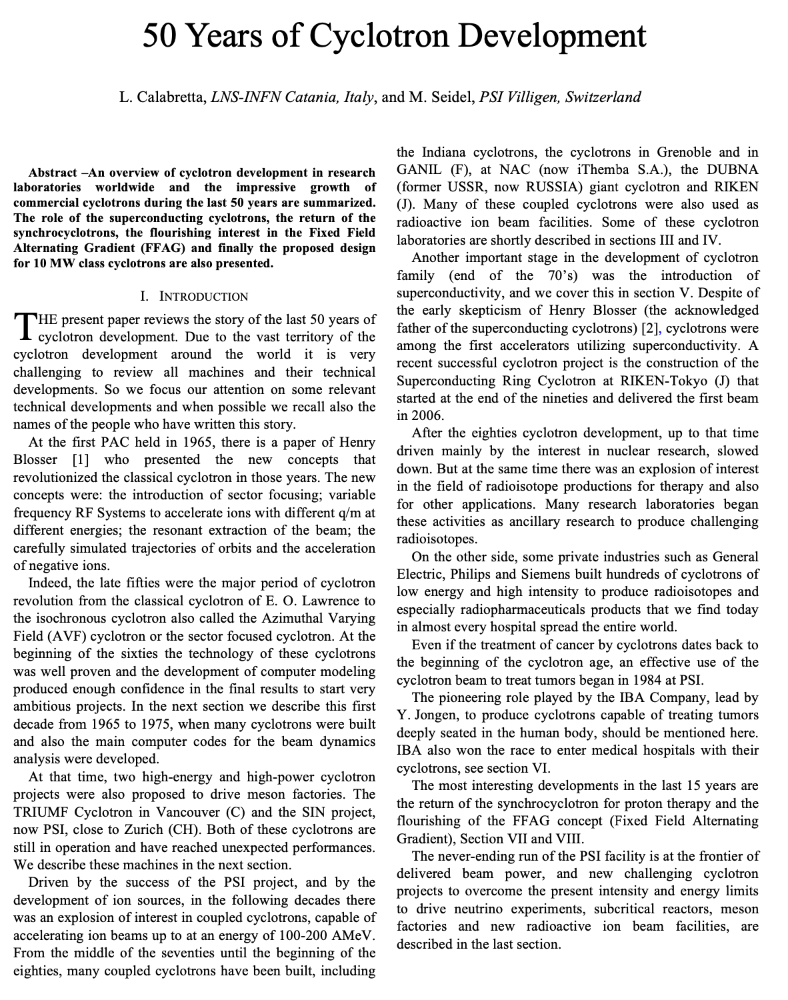 50 Years of Cyclotron Development
L. Calabretta, LNS-INFN Catania, Italy, and M. Seidel, PSI Villigen, Switzerland
Abstract –An overview of cyclotron development in research
laboratories worldwide and the impressive growth of
commercial cyclotrons during the last 50 years are summarized.
The role of the superconducting cyclotrons, the return of the
synchrocyclotrons, the flourishing interest in the Fixed Field
Alternating Gradient (FFAG) and finally the proposed design
for 10 MW class cyclotrons are also presented.
I. INTRODUCTION
THE present paper reviews the story of the last 50 years of
cyclotron development. Due to the vast territory of the
cyclotron development around the world it is very
challenging to review all machines and their technical
developments. So we focus our attention on some relevant
technical developments and when possible we recall also the
names of the people who have written this story.
At the first PAC held in 1965, there is a paper of Henry
Blosser [1] who presented the new concepts that
revolutionized the classical cyclotron in those years. The new
concepts were: the introduction of sector focusing; variable
frequency RF Systems to accelerate ions with different q/m at
different energies; the resonant extraction of the beam; the
carefully simulated trajectories of orbits and the acceleration
of negative ions.
Indeed, the late fifties were the major period of cyclotron
revolution from the classical cyclotron of E. O. Lawrence to
the isochronous cyclotron also called the Azimuthal Varying
Field (AVF) cyclotron or the sector focused cyclotron. At the
beginning of the sixties the technology of these cyclotrons
was well proven and the development of computer modeling
produced enough confidence in the final results to start very
ambitious projects. In the next section we describe this first
decade from 1965 to 1975, when many cyclotrons were built
and also the main computer codes for the beam dynamics
analysis were developed.
At that time, two high-energy and high-power cyclotron
projects were also proposed to drive meson factories. The
TRIUMF Cyclotron in Vancouver (C) and the SIN project,
now PSI, close to Zurich (CH). Both of these cyclotrons are
still in operation and have reached unexpected performances.
We describe these machines in the next section.
Driven by the success of the PSI project, and by the
development of ion sources, in the following decades there
was an explosion of interest in coupled cyclotrons, capable of
accelerating ion beams up to at an energy of 100-200 AMeV.
From the middle of the seventies until the beginning of the
eighties, many coupled cyclotrons have been built, including
the Indiana cyclotrons, the cyclotrons in Grenoble and in
GANIL (F), at NAC (now iThemba S.A.), the DUBNA
(former USSR, now RUSSIA) giant cyclotron and RIKEN
(J). Many of these coupled cyclotrons were also used as
radioactive ion beam facilities. Some of these cyclotron
laboratories are shortly described in sections III and IV.
Another important stage in the development of cyclotron
family (end of the 70’s) was the introduction of
superconductivity, and we cover this in section V. Despite of
the early skepticism of Henry Blosser (the acknowledged
father of the superconducting cyclotrons) [2], cyclotrons were
among the first accelerators utilizing superconductivity. A
recent successful cyclotron project is the construction of the
Superconducting Ring Cyclotron at RIKEN-Tokyo (J) that
started at the end of the nineties and delivered the first beam
in 2006.
After the eighties cyclotron development, up to that time
driven mainly by the interest in nuclear research, slowed
down. But at the same time there was an explosion of interest
in the field of radioisotope productions for therapy and also
for other applications. Many research laboratories began
these activities as ancillary research to produce challenging
radioisotopes.
On the other side, some private industries such as General
Electric, Philips and Siemens built hundreds of cyclotrons of
low energy and high intensity to produce radioisotopes and
especially radiopharmaceuticals products that we find today
in almost every hospital spread the entire world.
Even if the treatment of cancer by cyclotrons dates back to
the beginning of the cyclotron age, an effective use of the
cyclotron beam to treat tumors began in 1984 at PSI.
The pioneering role played by the IBA Company, lead by
Y. Jongen, to produce cyclotrons capable of treating tumors
deeply seated in the human body, should be mentioned here.
IBA also won the race to enter medical hospitals with their
cyclotrons, see section VI.
The most interesting developments in the last 15 years are
the return of the synchrocyclotron for proton therapy and the
flourishing of the FFAG concept (Fixed Field Alternating
Gradient), Section VII and VIII.
The never-ending run of the PSI facility is at the frontier of
delivered beam power, and new challenging cyclotron
projects to overcome the present intensity and energy limits
to drive neutrino experiments, subcritical reactors, meson
factories and new radioactive ion beam facilities, are
described in the last section.